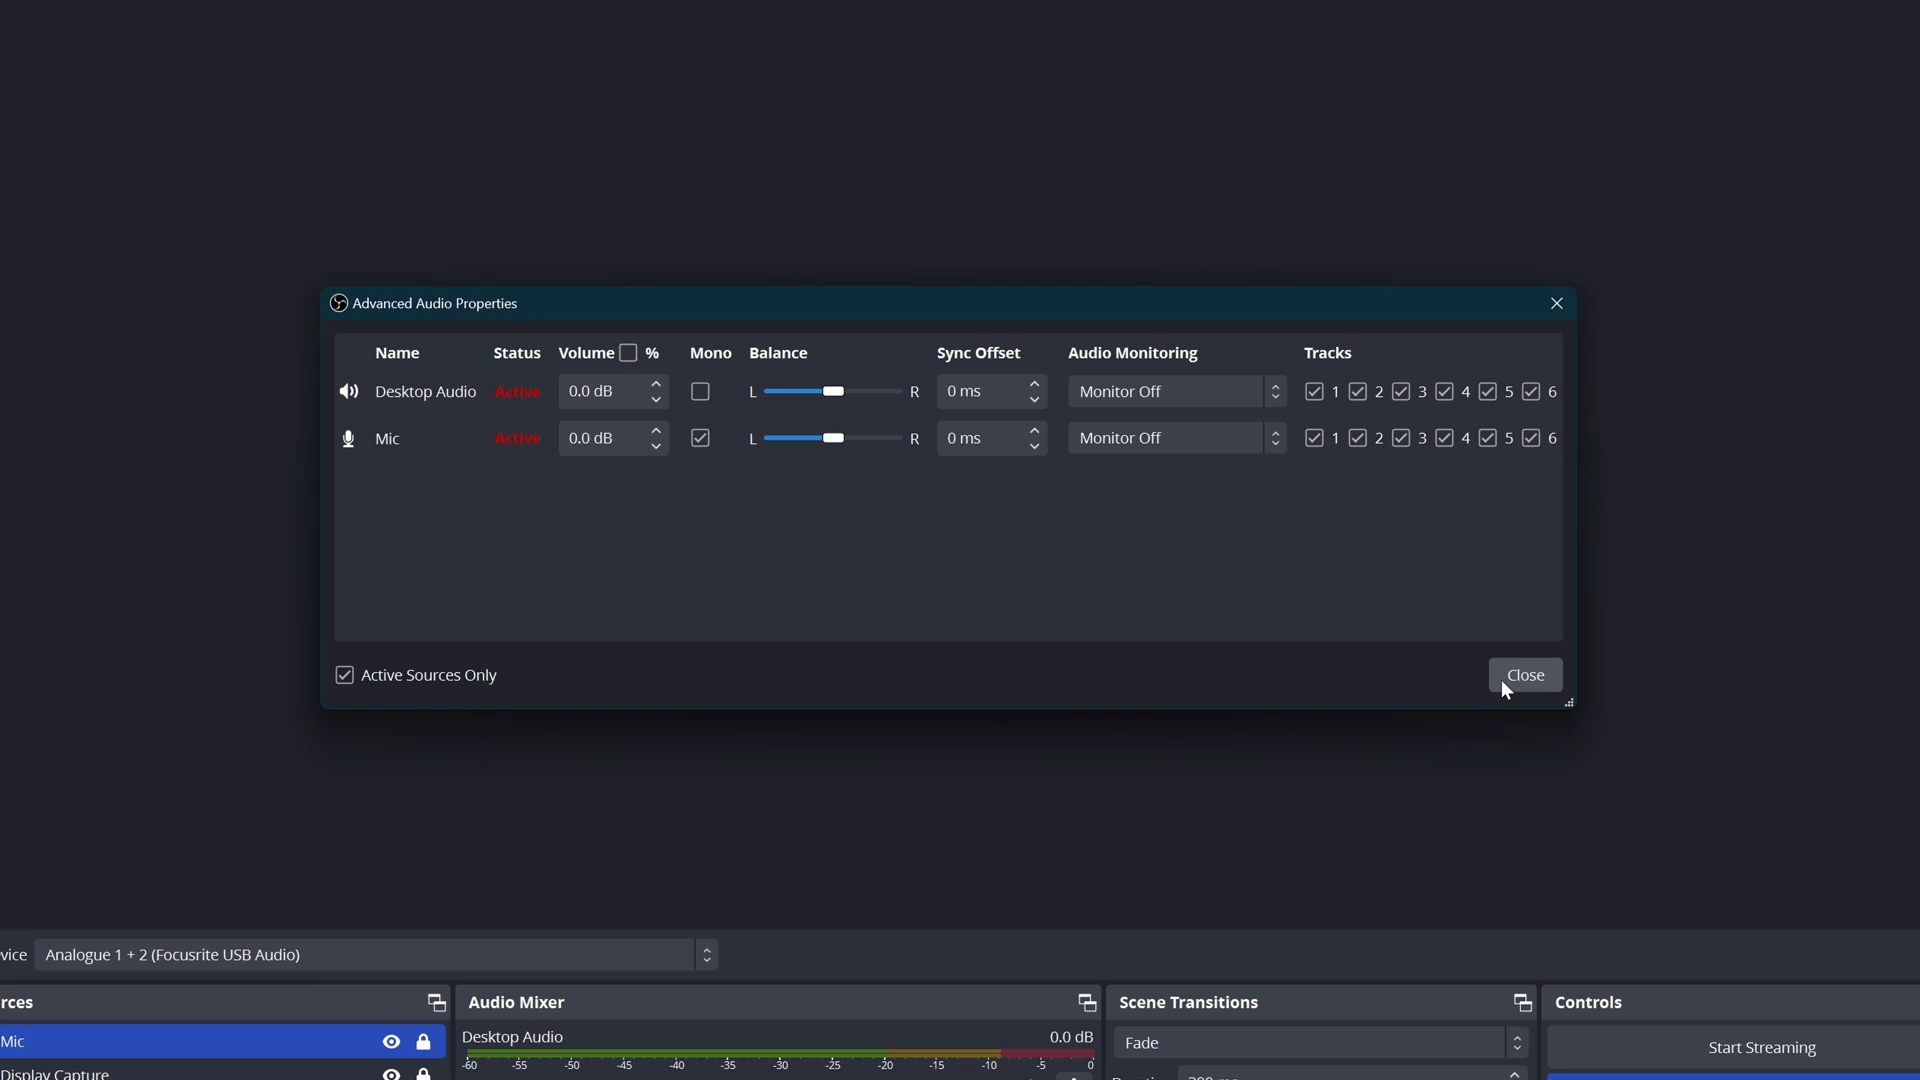 Advanced Audio Properties
Name Status Volume % Mono Balance Sync Offset Audio Monitoring Tracks
Desktop Audio Active 0.0 dB L R 0 ms Monitor Off 1 2 3 4 5 6
Mic Active 0.0 dB L R 0 ms Monitor Off 1 2 3 4 5 6
Active Sources Only Close
vice Analogue 1 + 2 (Focusrite USB Audio)
rces Audio Mixer Scene Transitions Controls
Mic Desktop Audio 0.0 dB Fade Start Streaming
-60 -55 -50 -45 -40 -35 -30 -25 -20 -15 -10 -5 0
Display Capture